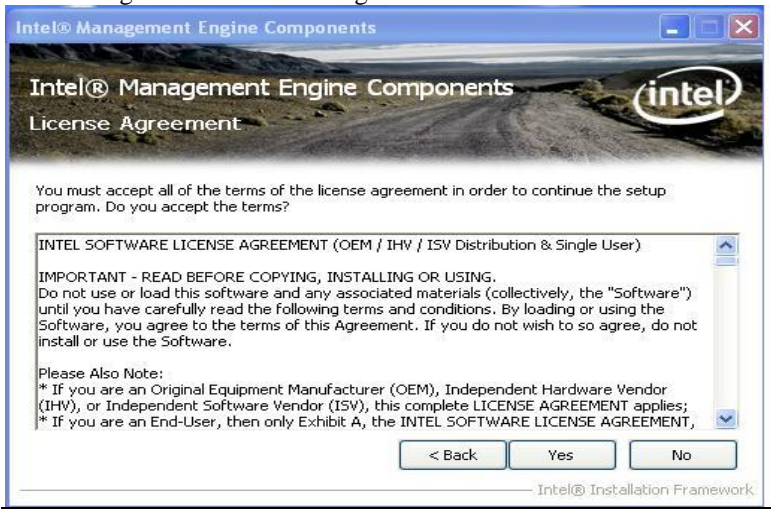 Intel® Management Engine Components
Intel® Management Engine Components
intel
License Agreement
You must accept all of the terms of the license agreement in order to continue the setup
program. Do you accept the terms?
INTEL SOFTWARE LICENSE AGREEMENT (OEM / IHV / ISV Distribution & Single User)
IMPORTANT - READ BEFORE COPYING, INSTALLING OR USING.
Do not use or load this software and any associated materials (collectively, the "Software")
until you have carefully read the following terms and conditions. By loading or using the
Software, you agree to the terms of this Agreement. If you do not wish to so agree, do not
install or use the Software.
Please Also Note:
* If you are an Original Equipment Manufacturer (OEM), Independent Hardware Vendor
(IHV), or Independent Software Vendor (ISV), this complete LICENSE AGREEMENT applies;
* If you are an End-User, then only Exhibit A, the INTEL SOFTWARE LICENSE AGREEMENT,
< Back Yes No
Intel® Installation Framework